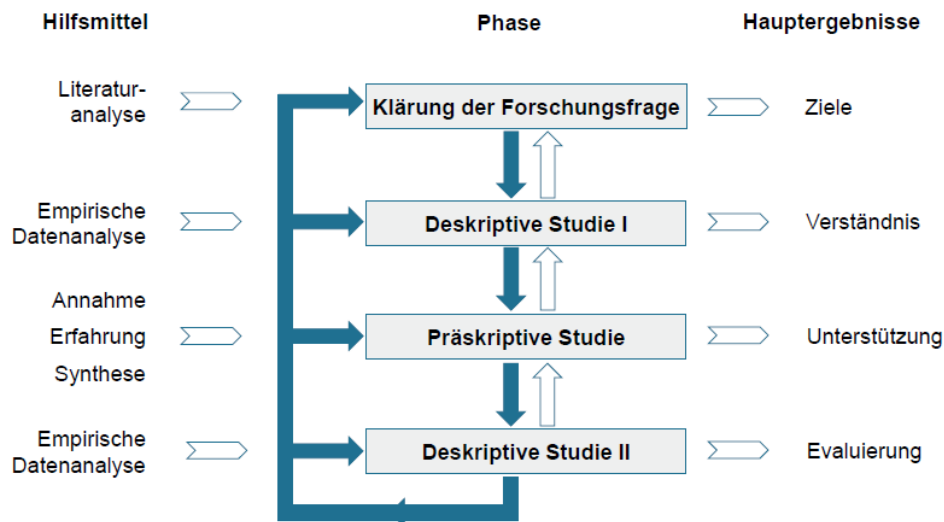 Hilfsmittel
Phase
Hauptergebnisse
Literatur-
analyse
Klärung der Forschungsfrage
Ziele
Empirische
Datenanalyse
Deskriptive Studie I
Verständnis
Annahme
Erfahrung
Synthese
Präskriptive Studie
Unterstützung
Empirische
Datenanalyse
Deskriptive Studie II
Evaluierung